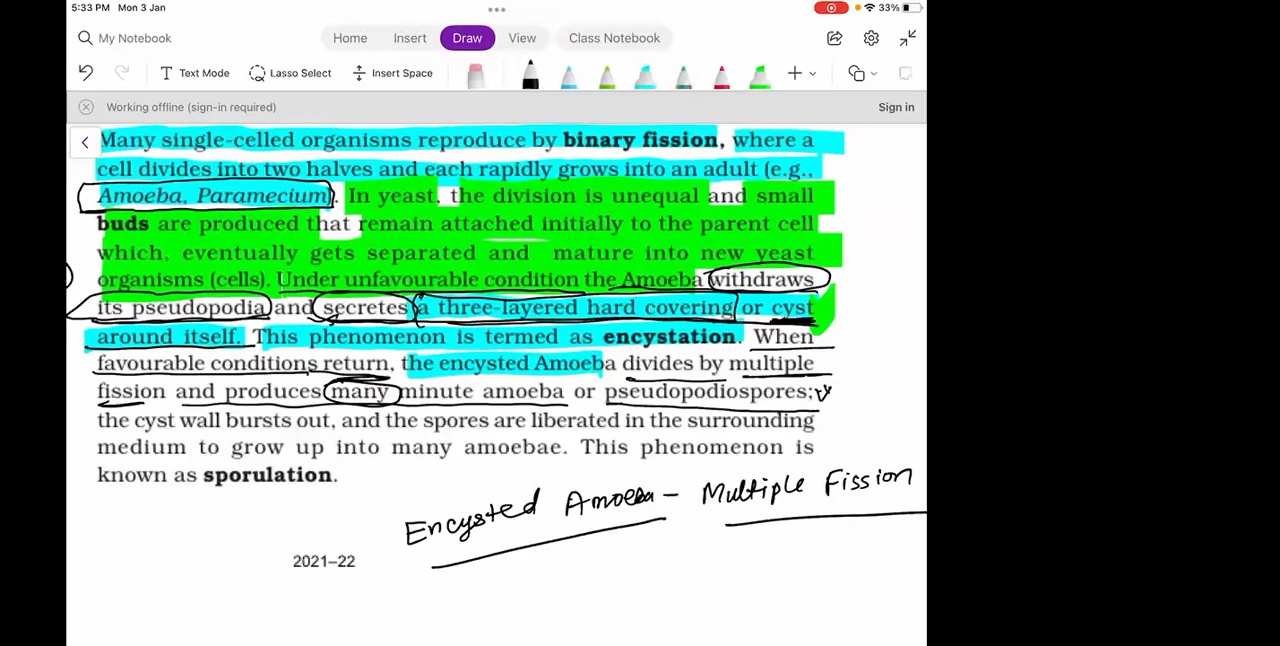 5:33 PM Mon 3 Jan
33%
My Notebook
Home Insert Draw View Class Notebook
Text Mode Lasso Select Insert Space
Working offline (sign-in required) Sign in
Many single-celled organisms reproduce by binary fission, where a
cell divides into two halves and each rapidly grows into an adult (e.g.,
Amoeba, Paramecium). In yeast, the division is unequal and small
buds are produced that remain attached initially to the parent cell
which, eventually gets separated and mature into new yeast
organisms (cells). Under unfavourable condition the Amoeba withdraws
its pseudopodia and secretes a three-layered hard covering or cyst
around itself. This phenomenon is termed as encystation. When
favourable conditions return, the encysted Amoeba divides by multiple
fission and produces many minute amoeba or pseudopodiospores;
the cyst wall bursts out, and the spores are liberated in the surrounding
medium to grow up into many amoebae. This phenomenon is
known as sporulation.
Encysted Amoeba - Multiple Fission
2021–22